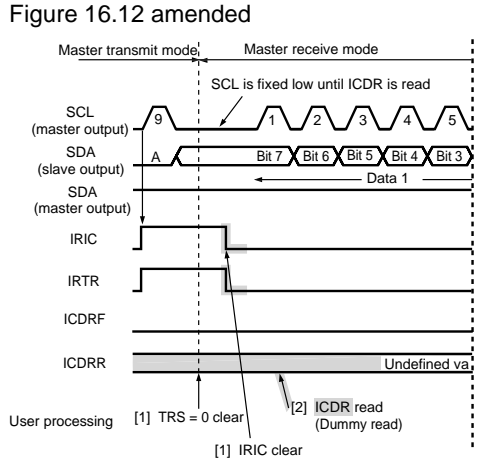 Figure 16.12 amended
Master transmit mode
Master receive mode
SCL is fixed low until ICDR is read
SCL
(master output)
9
1
2
3
4
5
SDA
(slave output)
A
Bit 7
Bit 6
Bit 5
Bit 4
Bit 3
Data 1
SDA
(master output)
IRIC
IRTR
ICDRF
ICDRR
Undefined va
User processing
[1] TRS = 0 clear
[2] ICDR read
(Dummy read)
[1] IRIC clear